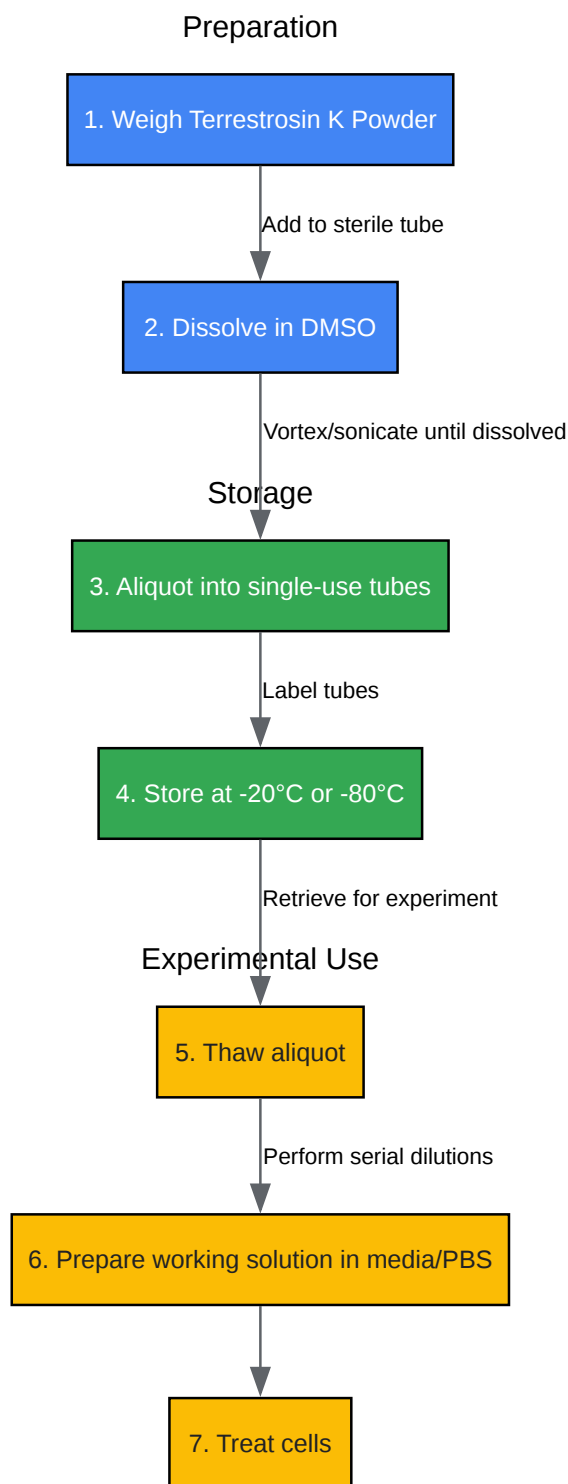 Preparation
1. Weigh Terrestrosin K Powder
Add to sterile tube
2. Dissolve in DMSO
Vortex/sonicate until dissolved
Storage
3. Aliquot into single-use tubes
Label tubes
4. Store at -20°C or -80°C
Retrieve for experiment
Experimental Use
5. Thaw aliquot
Perform serial dilutions
6. Prepare working solution in media/PBS
7. Treat cells